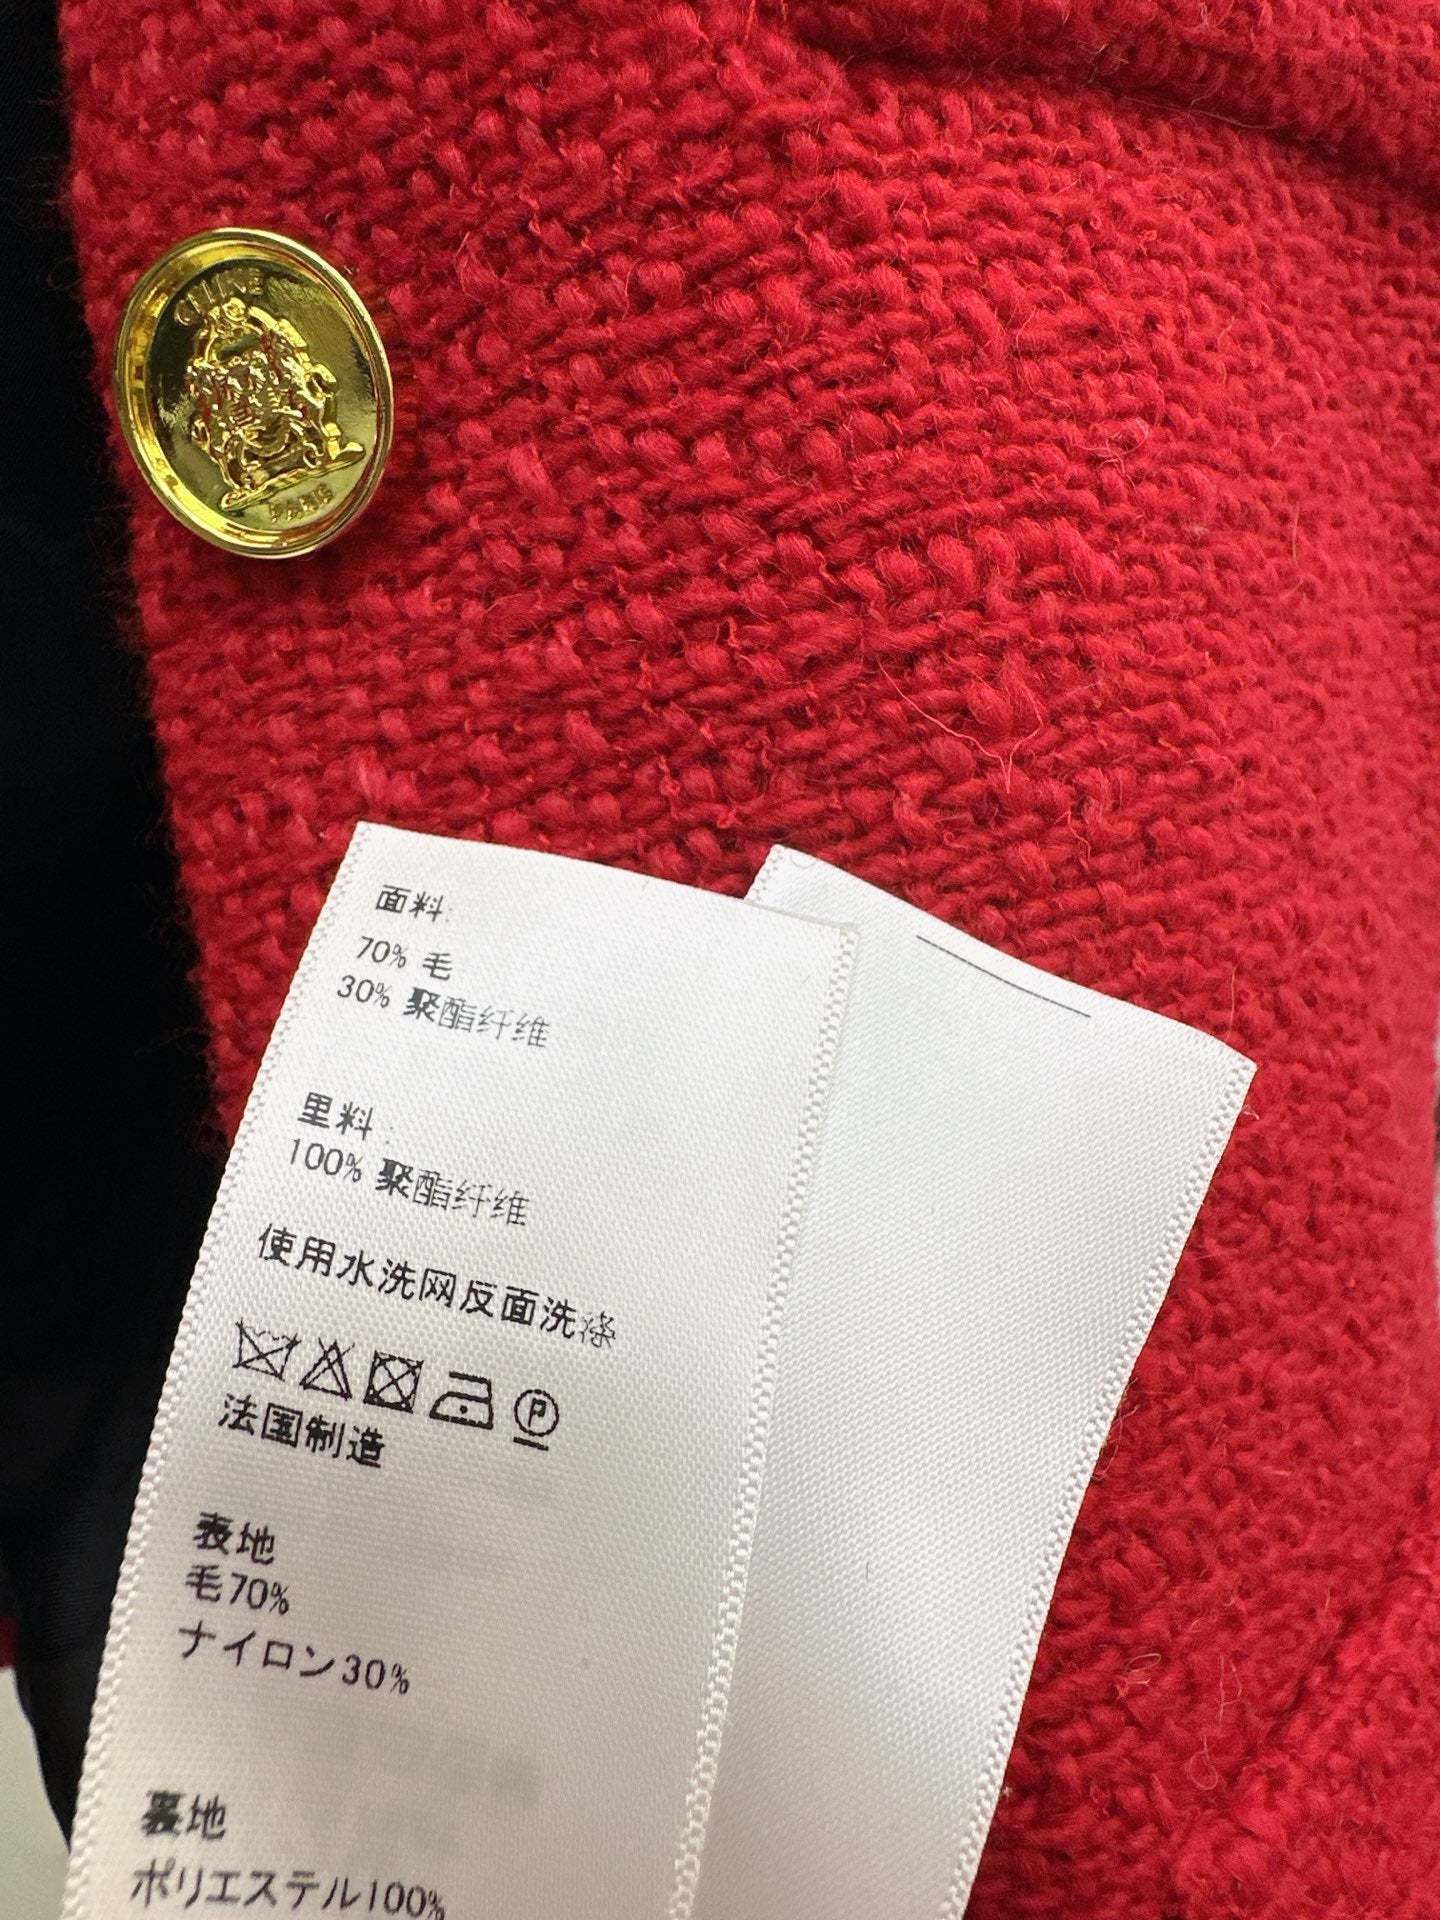 CELINE
PARIS
面料:
70% 毛
30% 聚酯纤维
里料:
100% 聚酯纤维
使用水洗网反面洗涤
P
法国制造
表地
毛70%
ナイロン30%
裏地
ポリエステル100%